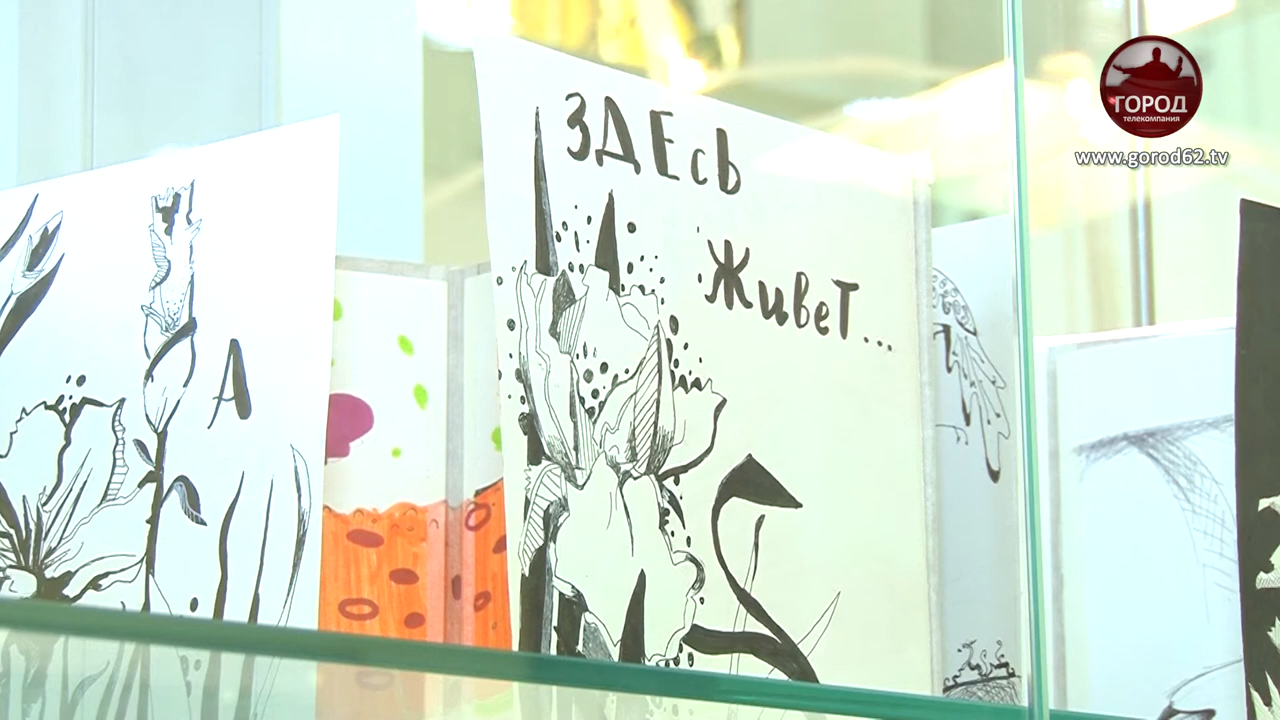 ЗДЕСЬ
ЖивеТ...
А
ГОРОД
телекомпания
www.gorod62.tv